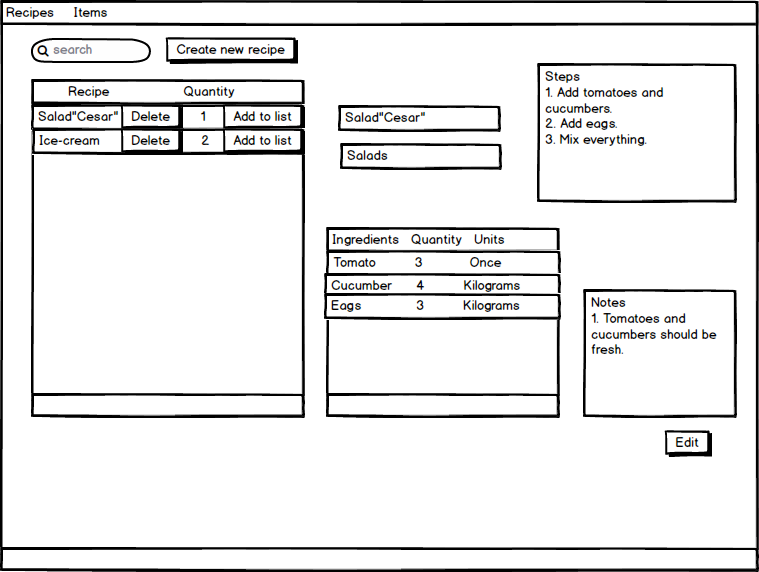 Recipes Items
search
Create new recipe
Recipe Quantity
Salad"Cesar" Delete 1 Add to list
Ice-cream Delete 2 Add to list
Salad"Cesar"
Salads
Ingredients Quantity Units
Tomato 3 Once
Cucumber 4 Kilograms
Eags 3 Kilograms
Steps
1. Add tomatoes and
cucumbers.
2. Add eags.
3. Mix everything.
Notes
1. Tomatoes and
cucumbers should be
fresh.
Edit